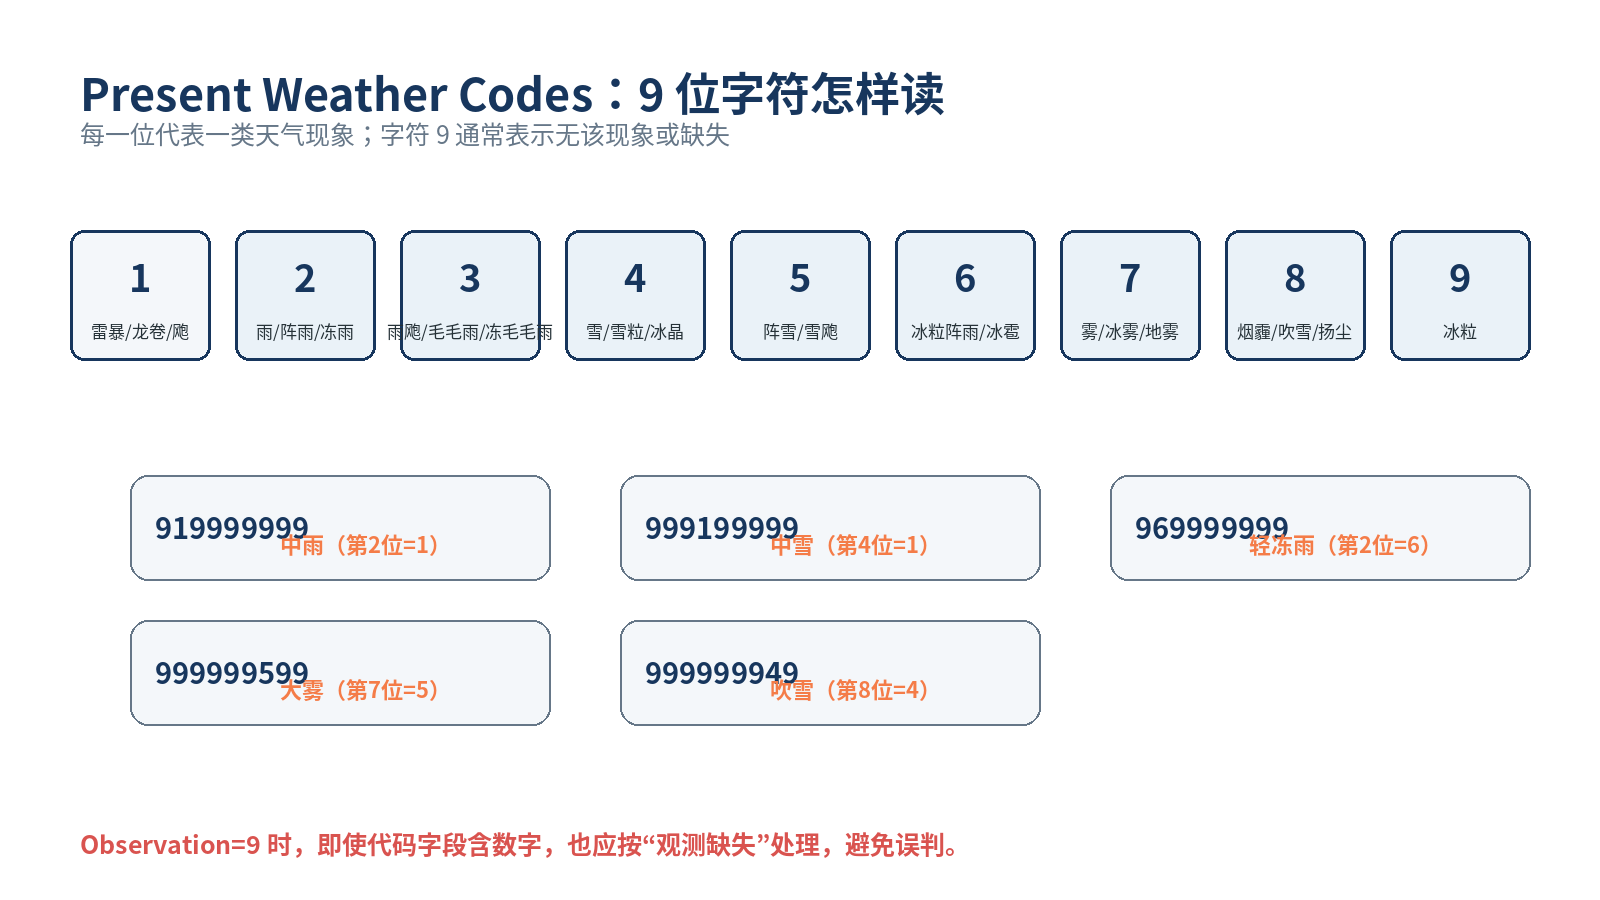 Present Weather Codes：9 位字符怎样读
每一位代表一类天气现象；字符 9 通常表示无该现象或缺失
1
雷暴/龙卷/飑
2
雨/阵雨/冻雨
3
雨飑/毛毛雨/冻毛毛雨
4
雪/雪粒/冰晶
5
阵雪/雪飑
6
冰粒阵雨/冰雹
7
雾/冰雾/地雾
8
烟霾/吹雪/扬尘
9
冰粒
919999999
中雨（第2位=1）
999199999
中雪（第4位=1）
969999999
轻冻雨（第2位=6）
999999599
大雾（第7位=5）
999999949
吹雪（第8位=4）
Observation=9 时，即使代码字段含数字，也应按“观测缺失”处理，避免误判。